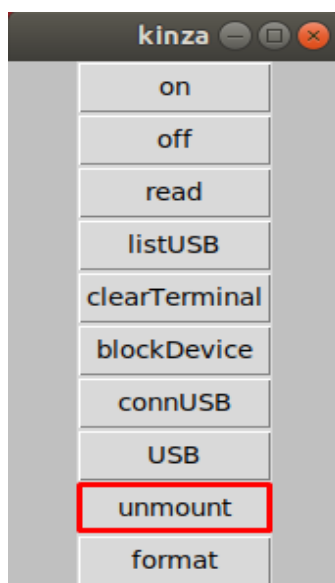 kinza
on
off
read
listUSB
clearTerminal
blockDevice
connUSB
USB
unmount
format